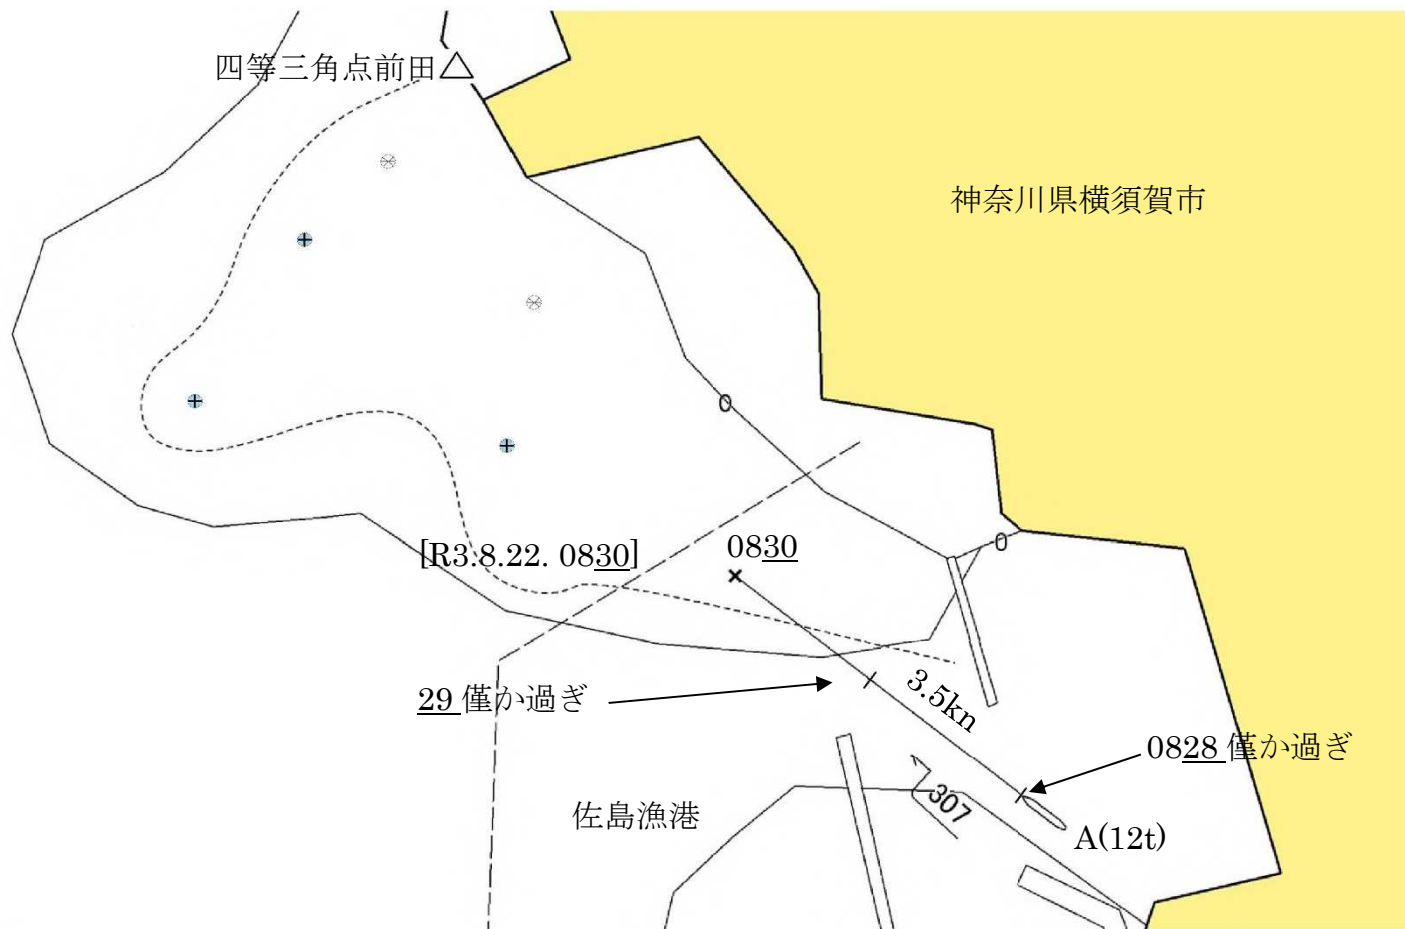 四等三角点前田
神奈川県横須賀市
0
0
[R3.8.22. 0830]
0830
29 僅か過ぎ
3.5kn
0828 僅か過ぎ
307
佐島漁港
A(12t)